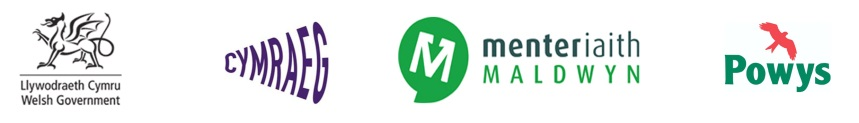 Llywodraeth Cymru
Welsh Government
CYMRAEG
M
menteriaith
MALDWYN
Powys